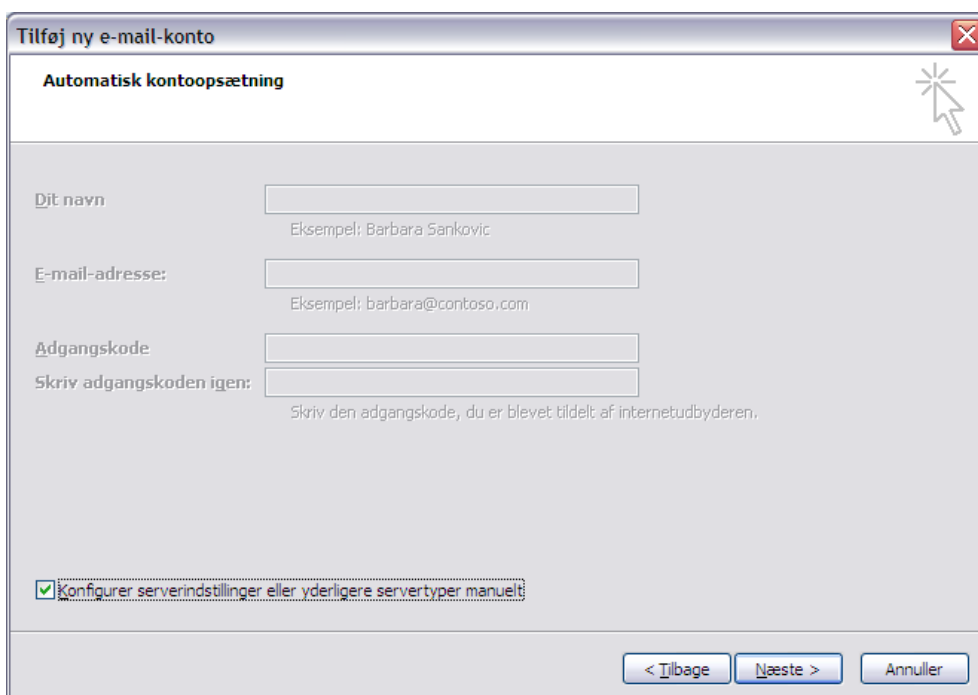 Tilføj ny e-mail-konto
Automatisk kontoopsætning
Dit navn
Eksempel: Barbara Sankovic
E-mail-adresse:
Eksempel: barbara@contoso.com
Adgangskode
Skriv adgangskoden igen:
Skriv den adgangskode, du er blevet tildelt af internetudbyderen.
Konfigurer serverindstillinger eller yderligere servertyper manuelt
< Tilbage Næste > Annuller